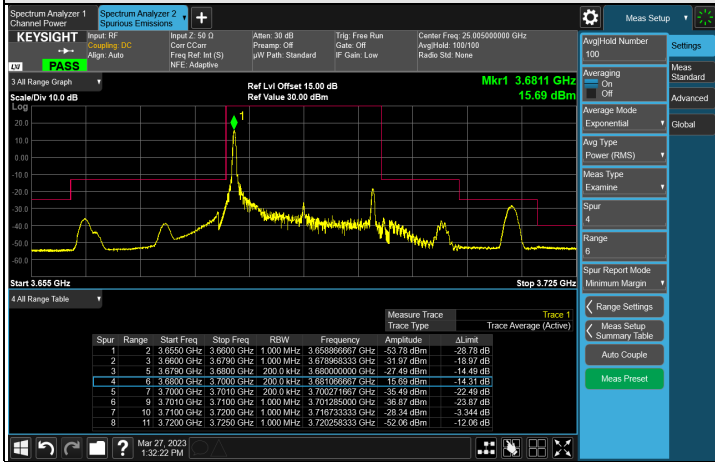 Spectrum Analyzer 1
Channel Power
Spectrum Analyzer 2
Spurious Emissions
+
Meas Setup
KEYSIGHT
Input: RF
Coupling: DC
Align: Auto
Input Z: 50 Ω
Corr CCorr
Freq Ref: Int (S)
NFE: Adaptive
Atten: 30 dB
Preamp: Off
µW Path: Standard
Trig: Free Run
Gate: Off
IF Gain: Low
Center Freq: 25.005000000 GHz
Avg|Hold: 100/100
Radio Std: None
LXI
PASS
3 All Range Graph
Scale/Div 10.0 dB
Ref Lvl Offset 15.00 dB
Ref Value 30.00 dBm
Mkr1 3.6811 GHz
15.69 dBm
Log
20.0
10.0
0.00
-10.0
-20.0
-30.0
-40.0
-50.0
-60.0
1
Start 3.655 GHz
Stop 3.725 GHz
4 All Range Table
Measure Trace Trace 1
Trace Type Trace Average (Active)
Spur Range Start Freq Stop Freq RBW Frequency Amplitude ΔLimit
1 2 3.6550 GHz 3.6600 GHz 1.000 MHz 3.658866667 GHz -53.78 dBm -28.78 dB
2 3 3.6600 GHz 3.6790 GHz 1.000 MHz 3.678968333 GHz -31.97 dBm -18.97 dB
3 5 3.6790 GHz 3.6800 GHz 200.0 kHz 3.680000000 GHz -27.49 dBm -14.49 dB
4 6 3.6800 GHz 3.7000 GHz 200.0 kHz 3.681066667 GHz 15.69 dBm -14.31 dB
5 7 3.7000 GHz 3.7010 GHz 200.0 kHz 3.700271667 GHz -35.49 dBm -22.49 dB
6 9 3.7010 GHz 3.7100 GHz 1.000 MHz 3.701285000 GHz -36.87 dBm -23.87 dB
7 10 3.7100 GHz 3.7200 GHz 1.000 MHz 3.716733333 GHz -28.34 dBm -3.344 dB
8 11 3.7200 GHz 3.7250 GHz 1.000 MHz 3.720258333 GHz -52.06 dBm -12.06 dB
Avg|Hold Number
100
Averaging
On
Off
Average Mode
Exponential
Avg Type
Power (RMS)
Meas Type
Examine
Spur
4
Range
6
Spur Report Mode
Minimum Margin
Range Settings
Meas Setup
Summary Table
Auto Couple
Meas Preset
Settings
Meas
Standard
Advanced
Global
?
Mar 27, 2023
1:32:22 PM